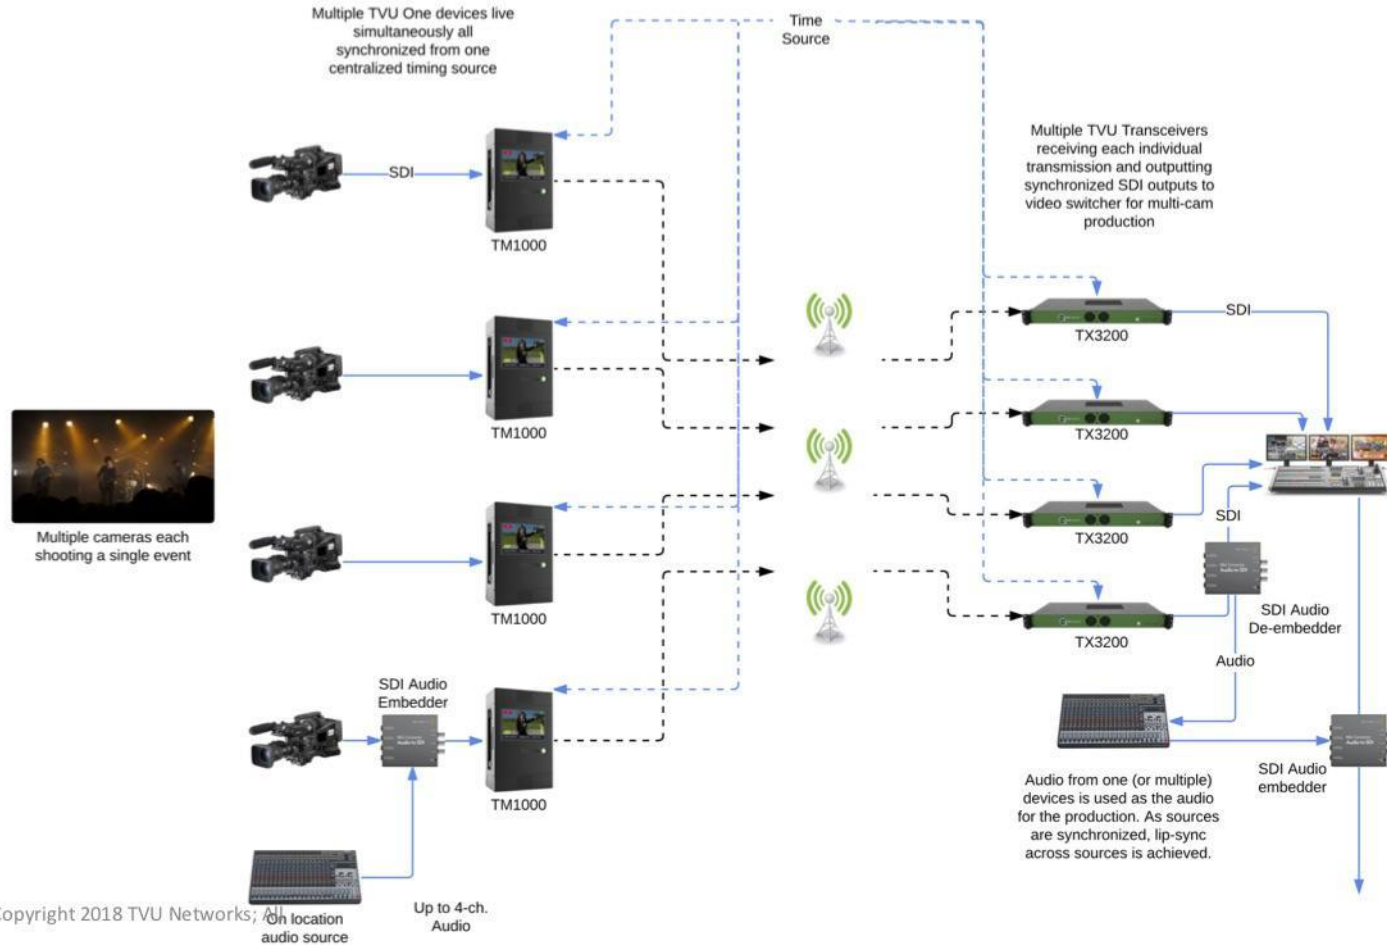 Multiple TVU One devices live
simultaneously all
synchronized from one
centralized timing source
Time
Source
Multiple TVU Transceivers
receiving each individual
transmission and outputting
synchronized SDI outputs to
video switcher for multi-cam
production
SDI
TM1000
SDI
TX3200
TM1000
TX3200
Multiple cameras each
shooting a single event
SDI
TX3200
TM1000
SDI Audio
De-embedder
TX3200
Audio
SDI Audio
Embedder
Audio to SDI
TM1000
SDI Audio
embedder
Audio from one (or multiple)
devices is used as the audio
for the production. As sources
are synchronized, lip-sync
across sources is achieved.
Copyright 2018 TVU Networks; All
On location
audio source
Up to 4-ch.
Audio